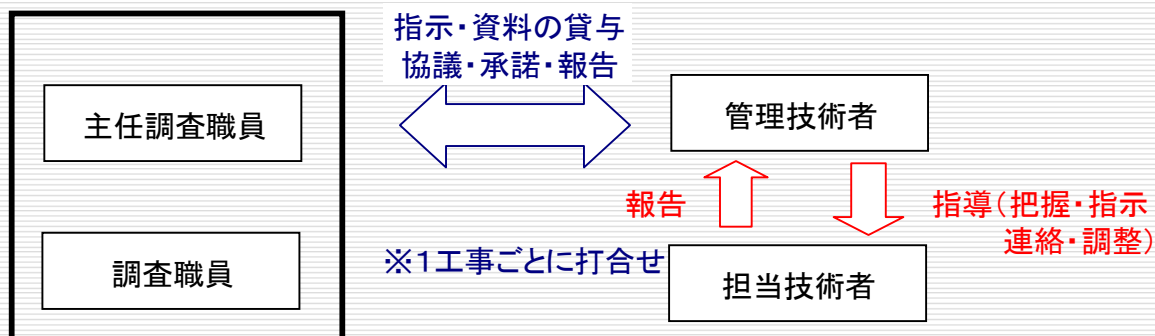 指示・資料の貸与
協議・承諾・報告
主任調査職員
管理技術者
報告
指導(把握・指示
連絡・調整)
※1工事ごとに打合せ
調査職員
担当技術者